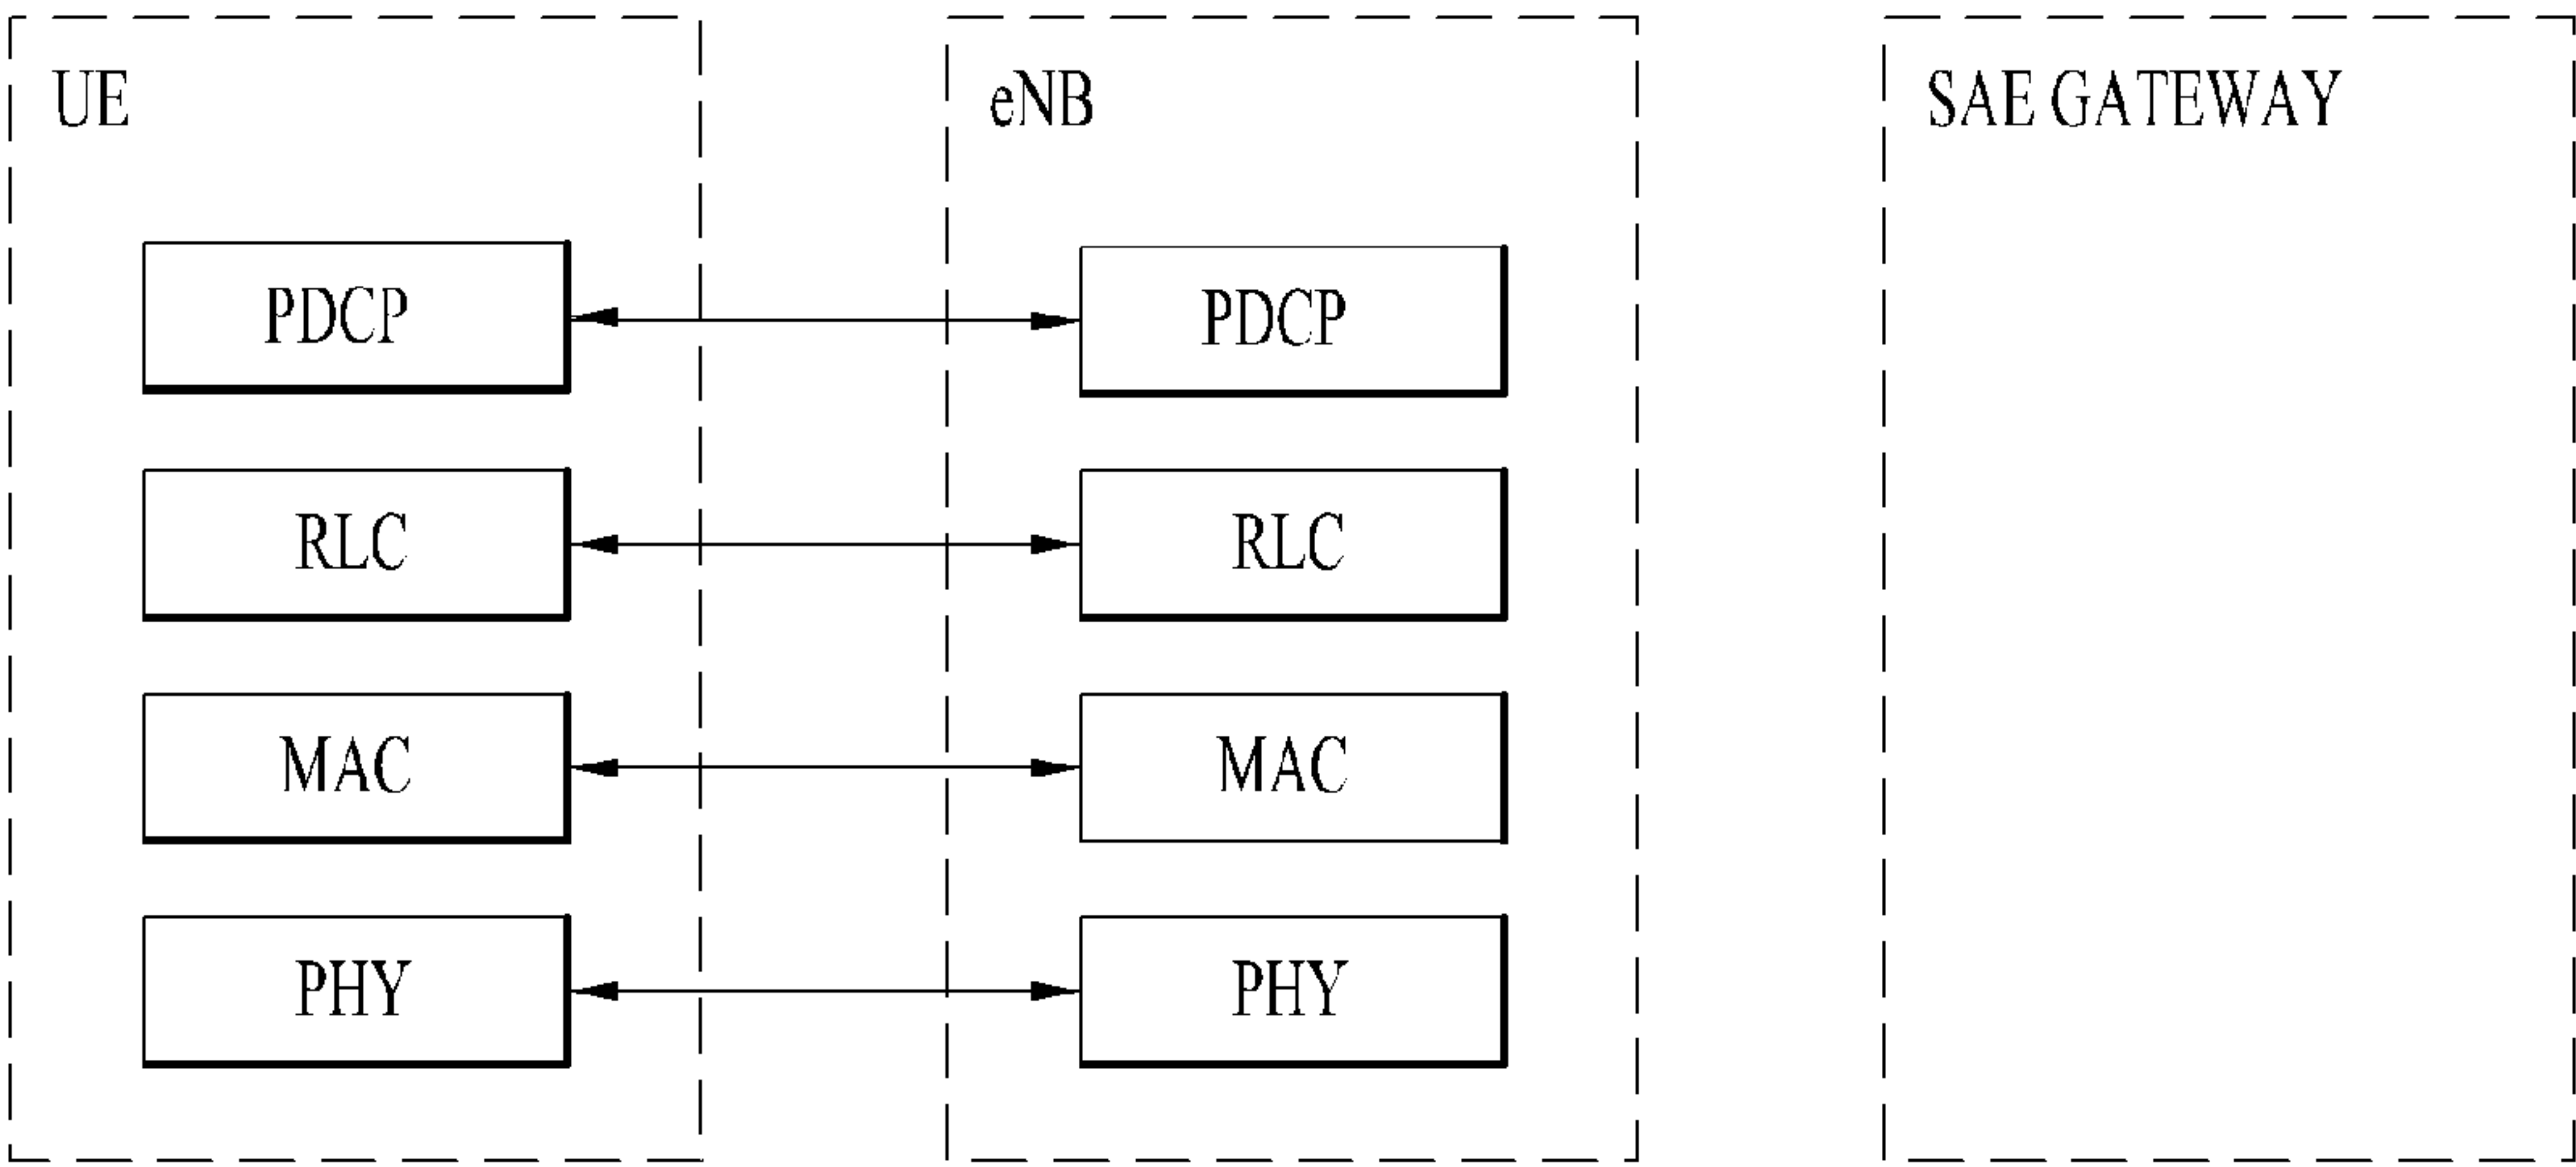 UE
eNB
SAE GATEWAY
PDCP
PDCP
RLC
RLC
MAC
MAC
PHY
PHY